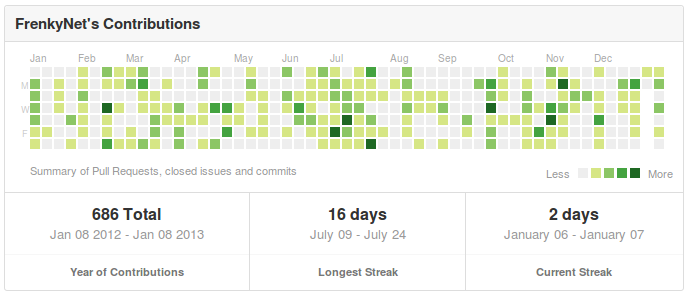 FrenkyNet's Contributions
Jan Feb Mar Apr May Jun Jul Aug Sep Oct Nov Dec
M
W
F
Summary of Pull Requests, closed issues and commits
Less More
686 Total 16 days 2 days
Jan 08 2012 - Jan 08 2013 July 09 - July 24 January 06 - January 07
Year of Contributions Longest Streak Current Streak